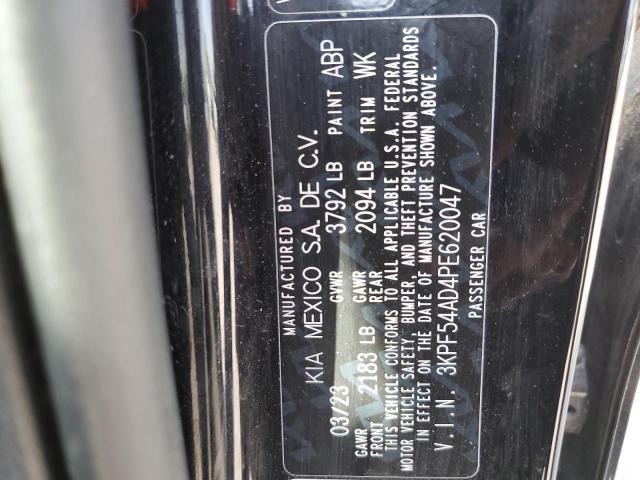 MANUFACTURED BY
KIA MEXICO S.A. DE C.V.
03/23 GVWR 3792 LB PAINT ABP
GAWR FRONT 2183 LB GAWR REAR 2094 LB TRIM WK
THIS VEHICLE CONFORMS TO ALL APPLICABLE U.S.A. FEDERAL
MOTOR VEHICLE SAFETY, BUMPER, AND THEFT PREVENTION STANDARDS
IN EFFECT ON THE DATE OF MANUFACTURE SHOWN ABOVE.
V.I.N. 3KPF54AD4PE620047
PASSENGER CAR